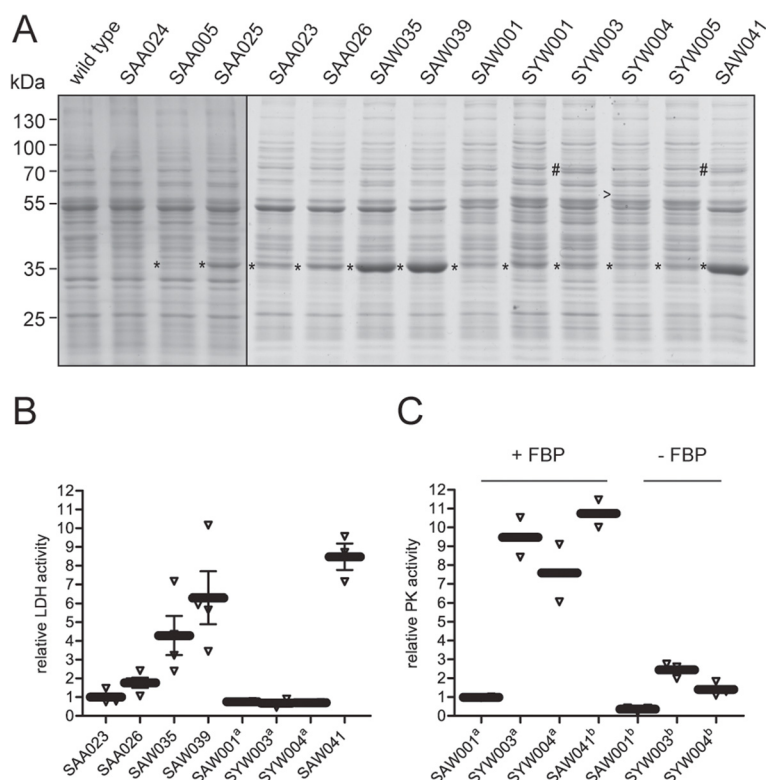 A
wild type SAA024 SAA005 SAA025 SAA023 SAA026 SAW035 SAW039 SAW001 SYW001 SYW003 SYW004 SYW005 SAW041
kDa
130
100
70 # #
55 >
35 * * * * * * * * * * * *
25
B
12
11
10
9
8
7
6
5
4
3
2
1
0
relative LDH activity
SAA023 SAA026 SAW035 SAW039 SAW001ᵃ SYW003ᵃ SYW004ᵃ SAW041
C
+ FBP - FBP
12
11
10
9
8
7
6
5
4
3
2
1
0
relative PK activity
SAW001ᵃ SYW003ᵃ SYW004ᵃ SAW041ᵇ SAW001ᵇ SYW003ᵇ SYW004ᵇ